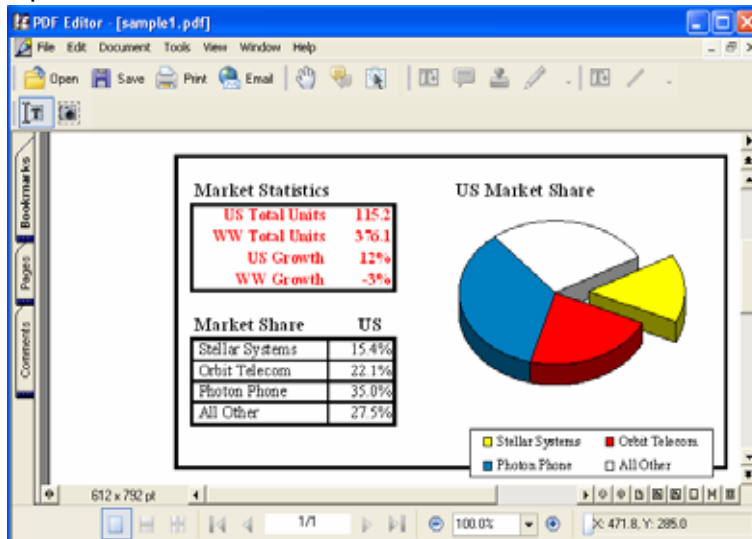 PDF Editor - [sample1.pdf]
File Edit Document Tools View Window Help
Open Save Print Email
Bookmarks
Pages
Comments
Market Statistics
US Total Units 115.2
WW Total Units 376.1
US Growth 12%
WW Growth -3%
US Market Share
Market Share US
Stellar Systems 15.4%
Orbit Telecom 22.1%
Photon Phone 35.0%
All Other 27.5%
Stellar Systems Orbit Telecom
Photon Phone All Other
612 x 792 pt
1/1
100.0%
X: 471.8, Y: 285.0